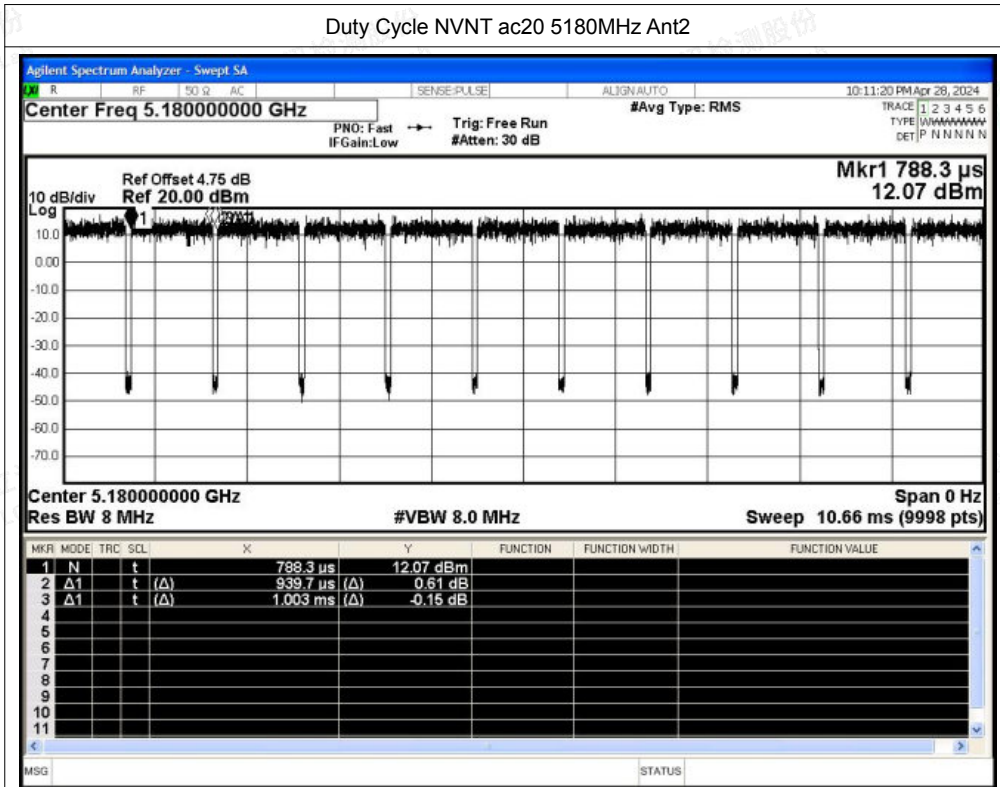 Duty Cycle NVNT ac20 5180MHz Ant2
Agilent Spectrum Analyzer - Swept SA
R RF 50 Ω AC SENSE:PULSE ALIGN AUTO 10:11:20 PM Apr 28, 2024
Center Freq 5.180000000 GHz #Avg Type: RMS TRACE 1 2 3 4 5 6
PNO: Fast Trig: Free Run TYPE
IFGain:Low #Atten: 30 dB DET P N N N N N
Mkr1 788.3 µs
Ref Offset 4.75 dB
10 dB/div Ref 20.00 dBm 12.07 dBm
Log
1
10.0
0.00
-10.0
-20.0
-30.0
-40.0
-50.0
-60.0
-70.0
Center 5.180000000 GHz Span 0 Hz
Res BW 8 MHz #VBW 8.0 MHz Sweep 10.66 ms (9998 pts)
MKR MODE TRC SCL X Y FUNCTION FUNCTION WIDTH FUNCTION VALUE
1 N t 788.3 µs 12.07 dBm
2 Δ1 t (Δ) 939.7 µs (Δ) 0.61 dB
3 Δ1 t (Δ) 1.003 ms (Δ) -0.15 dB
4
5
6
7
8
9
10
11
MSG STATUS